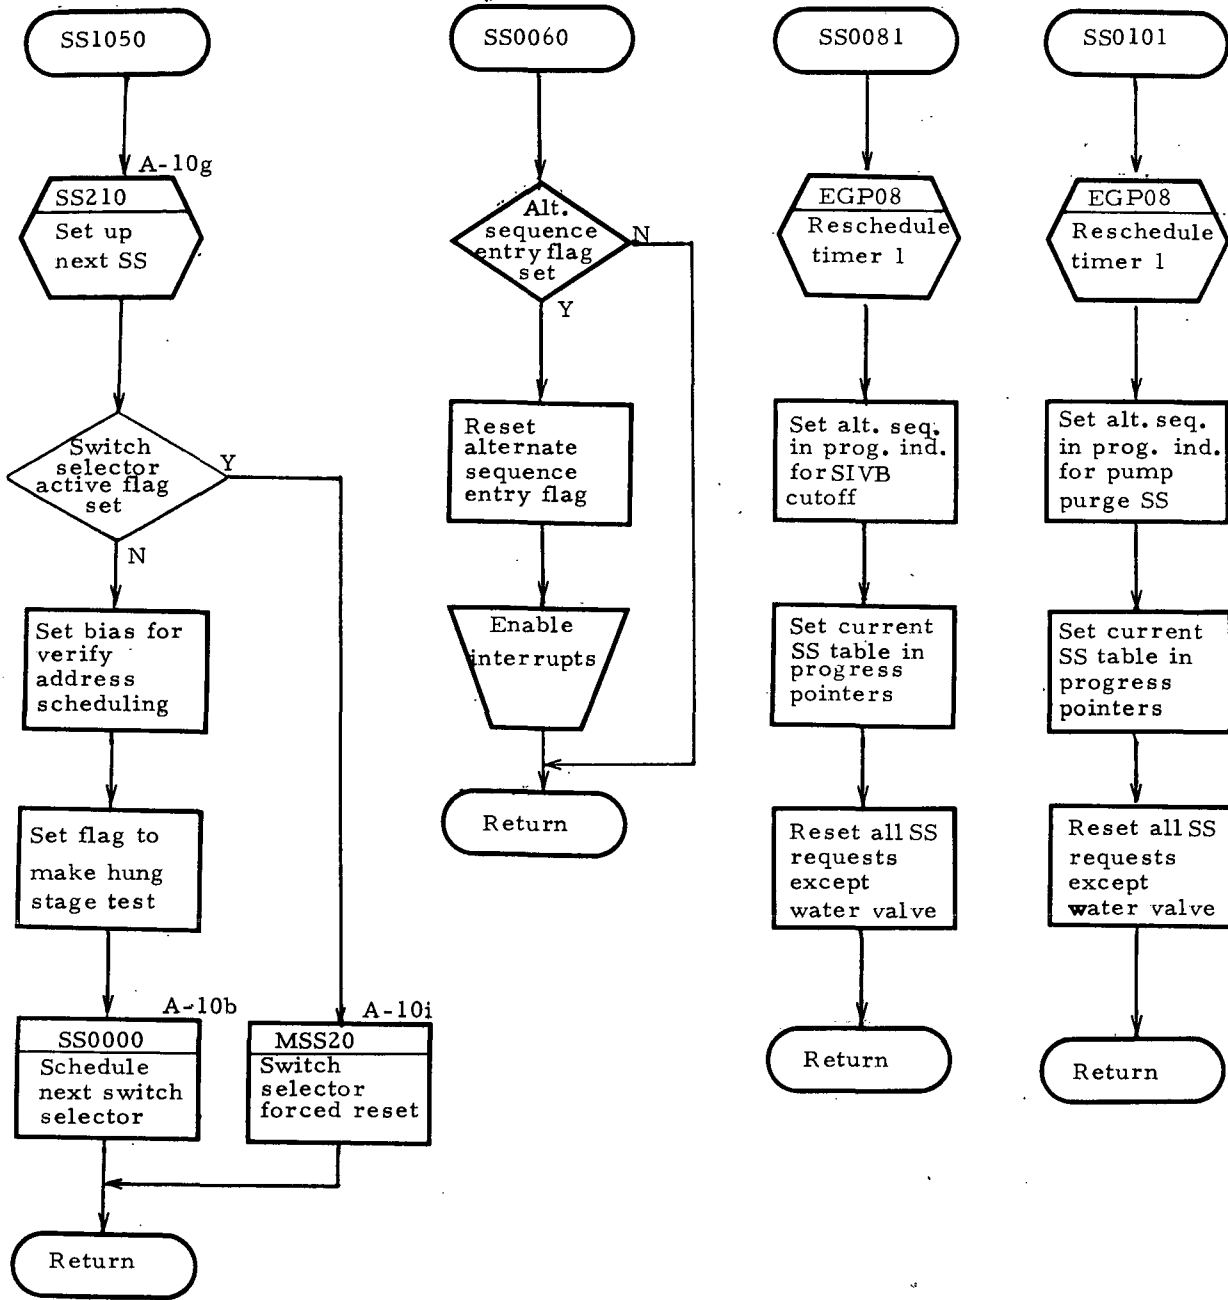 SS1050
A-10g
SS210
Set up
next SS
Switch
selector
active flag
set
Y
N
Set bias for
verify
address
scheduling
Set flag to
make hung
stage test
A-10b
SS0000
Schedule
next switch
selector
A-10i
MSS20
Switch
selector
forced reset
Return
SS0060
Alt.
sequence
entry flag
set
N
Y
Reset
alternate
sequence
entry flag
Enable
interrupts
Return
SS0081
EGP08
Reschedule
timer 1
Set alt. seq.
in prog. ind.
for SIVB
cutoff
Set current
SS table in
progress
pointers
Reset all SS
requests
except
water valve
Return
SS0101
EGP08
Reschedule
timer 1
Set alt. seq.
in prog. ind.
for pump
purge SS
Set current
SS table in
progress
pointers
Reset all SS
requests
except
water valve
Return